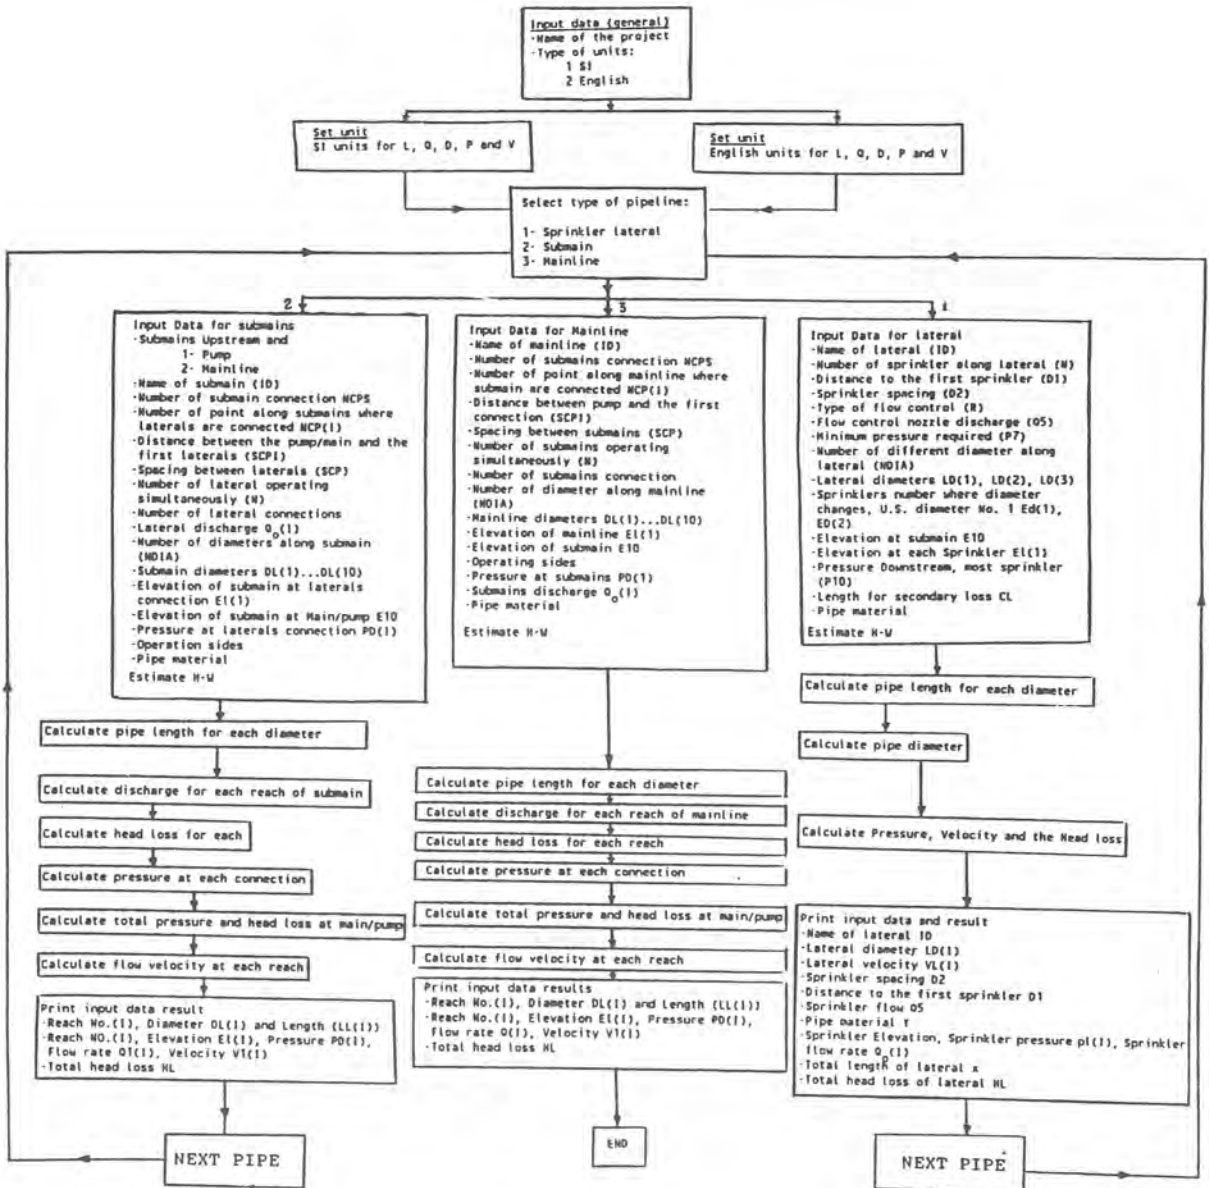 Input data (general)
·Name of the project
·Type of units:
1 SI
2 English
Set unit
SI units for L, Q, D, P and V
Set unit
English units for L, Q, D, P and V
Select type of pipeline:
1- Sprinkler lateral
2- Submain
3- Mainline
2
3
1
Input Data for submains
·Submains Upstream and
1- Pump
2- Mainline
·Name of submain (ID)
·Number of submain connection NCPS
·Number of point along submains where
laterals are connected NCP(I)
·Distance between the pump/main and the
first laterals (SCPI)
·Spacing between laterals (SCP)
·Number of lateral operating
simultaneously (N)
·Number of lateral connections
·Lateral discharge Qo(I)
·Number of diameters along submain
(NDIA)
·Submain diameters DL(1)...DL(10)
·Elevation of submain at laterals
connection El(I)
·Elevation of submain at Main/pump E10
·Pressure at laterals connection PD(I)
·Operation sides
·Pipe material
Estimate H-W
Calculate pipe length for each diameter
Calculate discharge for each reach of submain
Calculate head loss for each
Calculate pressure at each connection
Calculate total pressure and head loss at main/pump
Calculate flow velocity at each reach
Print input data result
·Reach No.(I), Diameter DL(I) and Length (LL(I))
·Reach No.(I), Elevation El(I), Pressure PD(I),
Flow rate Q1(I), Velocity V1(I)
·Total head loss HL
NEXT PIPE
Input Data for Mainline
·Name of mainline (ID)
·Number of submains connection NCPS
·Number of point along mainline where
submain are connected NCP(I)
·Distance between pump and the first
connection (SCPI)
·Spacing between submains (SCP)
·Number of submains operating
simultaneously (N)
·Number of submains connection
·Number of diameter along mainline
(NDIA)
·Mainline diameters DL(1)...DL(10)
·Elevation of mainline El(I)
·Elevation of submain E10
·Operating sides
·Pressure at submains PD(I)
·Submains discharge Qo(I)
·Pipe material
Estimate H-W
Calculate pipe length for each diameter
Calculate discharge for each reach of mainline
Calculate head loss for each reach
Calculate pressure at each connection
Calculate total pressure and head loss at main/pump
Calculate flow velocity at each reach
Print input data results
·Reach No.(I), Diameter DL(I) and Length (LL(I))
·Reach No.(I), Elevation El(I), Pressure PD(I),
Flow rate Q(I), Velocity V1(I)
·Total head loss HL
END
Input Data for lateral
·Name of lateral (ID)
·Number of sprinkler along lateral (N)
·Distance to the first sprinkler (D1)
·Sprinkler spacing (D2)
·Type of flow control (R)
·Flow control nozzle discharge (Q5)
·Minimum pressure required (P7)
·Number of different diameter along
lateral (NDIA)
·Lateral diameters LD(1), LD(2), LD(3)
·Sprinklers number where diameter
changes, U.S. diameter No. 1 Ed(1),
ED(2)
·Elevation at submain E10
·Elevation at each Sprinkler El(I)
·Pressure Downstream, most sprinkler
(P10)
·Length for secondary loss CL
·Pipe material
Estimate H-W
Calculate pipe length for each diameter
Calculate pipe diameter
Calculate Pressure, Velocity and the Head loss
Print input data and result
·Name of lateral ID
·Lateral diameter LD(I)
·Lateral velocity VL(I)
·Sprinkler spacing D2
·Distance to the first sprinkler D1
·Sprinkler flow Q5
·Pipe material Y
·Sprinkler Elevation, Sprinkler pressure pl(I), Sprinkler
flow rate Qp(I)
·Total length of lateral x
·Total head loss of lateral HL
NEXT PIPE